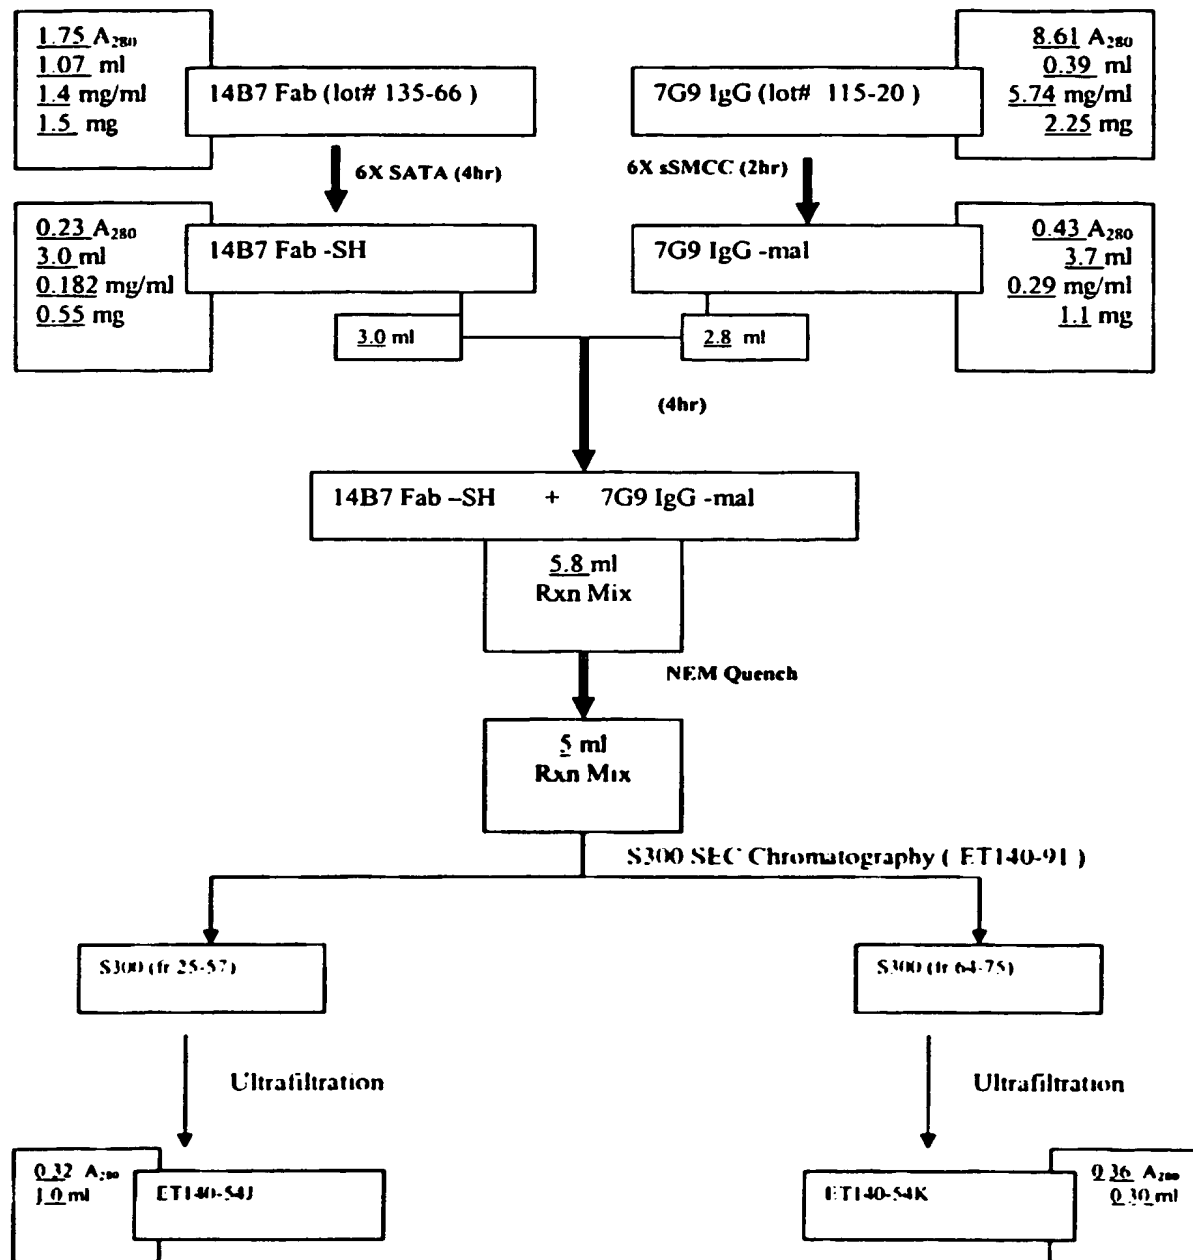 1.75 A280
1.07 ml
1.4 mg/ml
1.5 mg
14B7 Fab (lot# 135-66 )
7G9 IgG (lot# 115-20 )
8.61 A280
0.39 ml
5.74 mg/ml
2.25 mg
6X SATA (4hr)
6X sSMCC (2hr)
0.23 A280
3.0 ml
0.182 mg/ml
0.55 mg
14B7 Fab -SH
7G9 IgG -mal
0.43 A280
3.7 ml
0.29 mg/ml
1.1 mg
3.0 ml
2.8 ml
(4hr)
14B7 Fab –SH + 7G9 IgG -mal
5.8 ml
Rxn Mix
NEM Quench
5 ml
Rxn Mix
S300 SEC Chromatography ( ET140-91 )
S300 (fr 25-57)
S300 (fr 64-75)
Ultrafiltration
Ultrafiltration
0.32 A280
1.0 ml
ET140-54J
ET140-54K
0.36 A280
0.30 ml